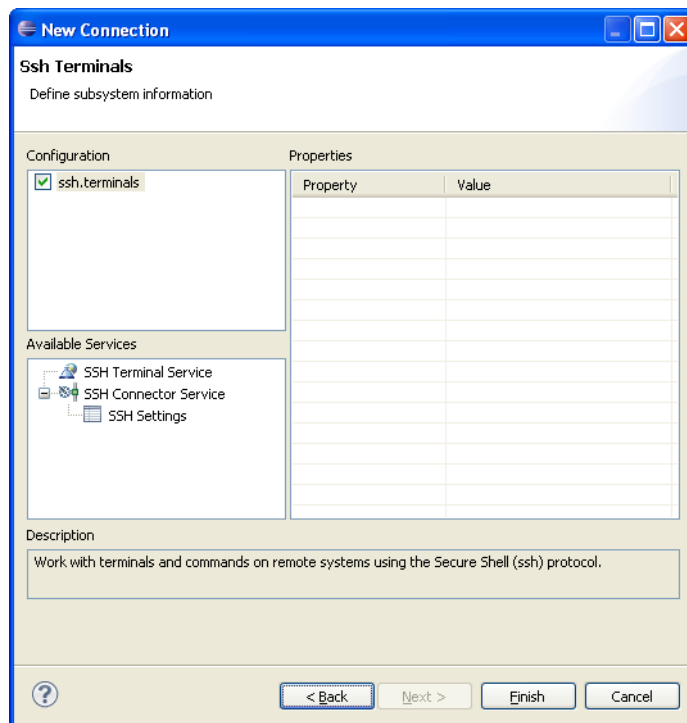 New Connection
Ssh Terminals
Define subsystem information
Configuration
Properties
ssh.terminals
Property Value
Available Services
SSH Terminal Service
SSH Connector Service
SSH Settings
Description
Work with terminals and commands on remote systems using the Secure Shell (ssh) protocol.
? < Back Next > Finish Cancel